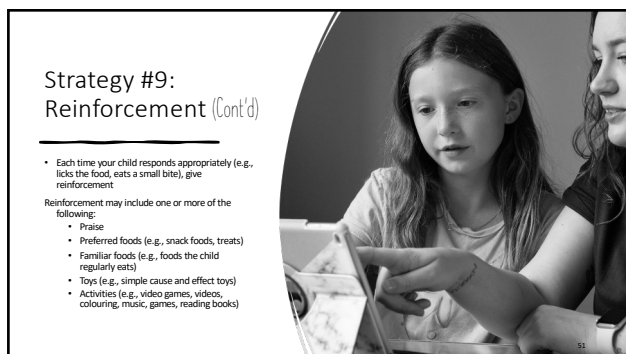 Strategy #9:
Reinforcement (Cont'd)
• Each time your child responds appropriately (e.g.,
licks the food, eats a small bite), give
reinforcement
Reinforcement may include one or more of the
following:
• Praise
• Preferred foods (e.g., snack foods, treats)
• Familiar foods (e.g., foods the child
regularly eats)
• Toys (e.g., simple cause and effect toys)
• Activities (e.g., video games, videos,
colouring, music, games, reading books)
51